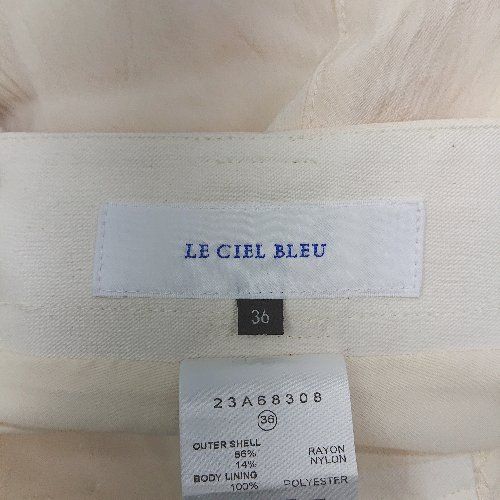 LE CIEL BLEU
36
23A68308
36
OUTER SHELL
86% RAYON
14% NYLON
BODY LINING
100% POLYESTER